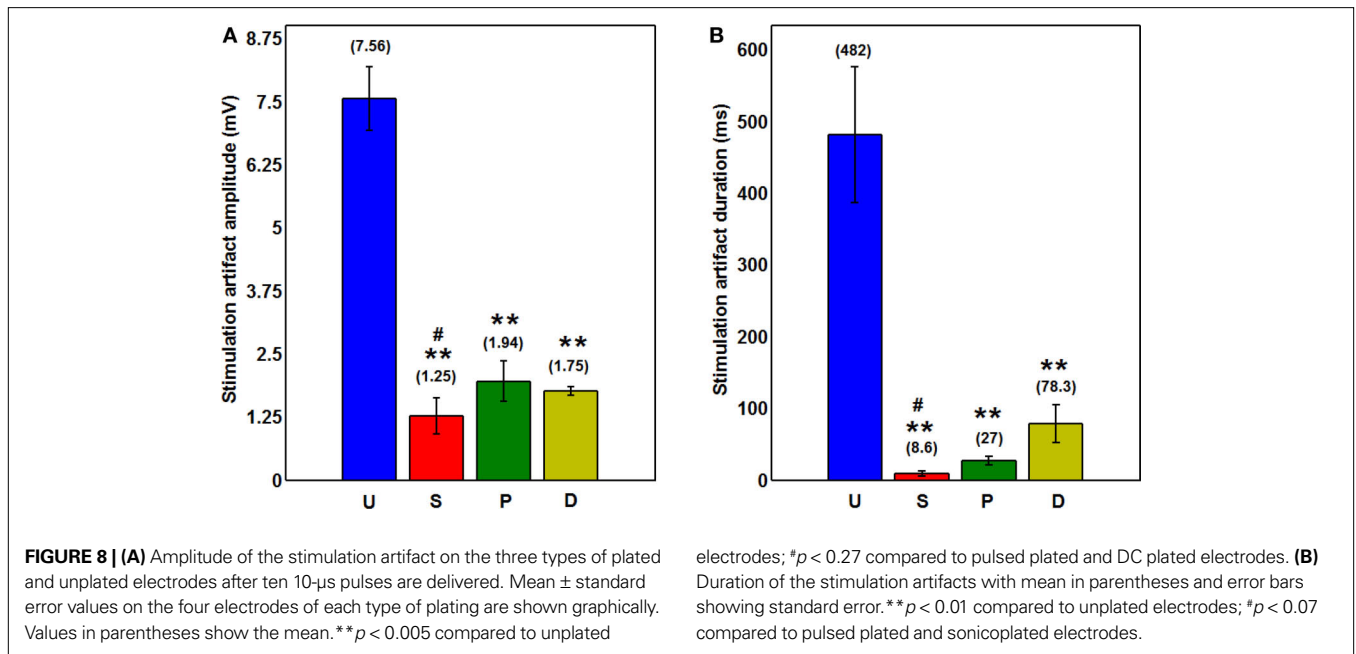 A
Stimulation artifact amplitude (mV)
8.75
7.5
6.25
5
3.75
2.5
1.25
0
(7.56)
#
**
(1.25)
**
(1.94)
**
(1.75)
U S P D
B
Stimulation artifact duration (ms)
600
500
400
300
200
100
0
(482)
#
**
(8.6)
**
(27)
**
(78.3)
U S P D
FIGURE 8 | (A) Amplitude of the stimulation artifact on the three types of plated
and unplated electrodes after ten 10-μs pulses are delivered. Mean ± standard
error values on the four electrodes of each type of plating are shown graphically.
Values in parentheses show the mean.**p < 0.005 compared to unplated
electrodes; #p < 0.27 compared to pulsed plated and DC plated electrodes. (B)
Duration of the stimulation artifacts with mean in parentheses and error bars
showing standard error.**p < 0.01 compared to unplated electrodes; #p < 0.07
compared to pulsed plated and sonicoplated electrodes.